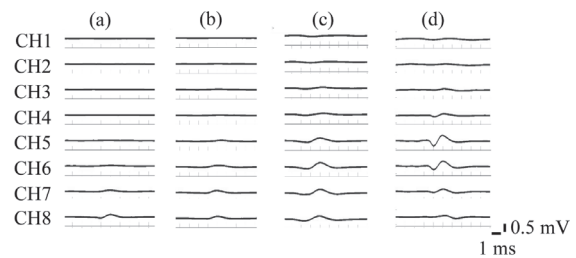 (a) (b) (c) (d)
CH1
CH2
CH3
CH4
CH5
CH6
CH7
CH8
0.5 mV
1 ms